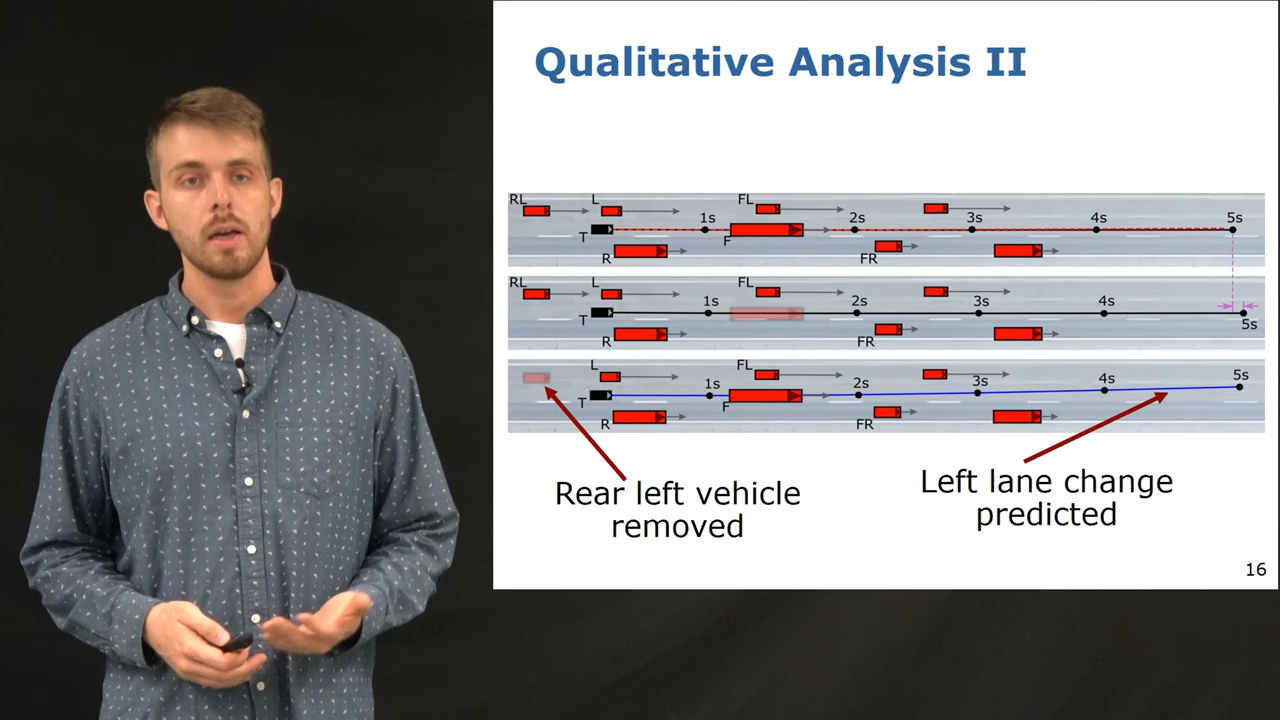 Qualitative Analysis II
RL L FL
1s 2s 3s 4s 5s
T F
R FR
RL L FL
1s 2s 3s 4s
T 5s
R FR
L FL
1s 2s 3s 4s 5s
T F
R FR
Rear left vehicle
removed
Left lane change
predicted
16